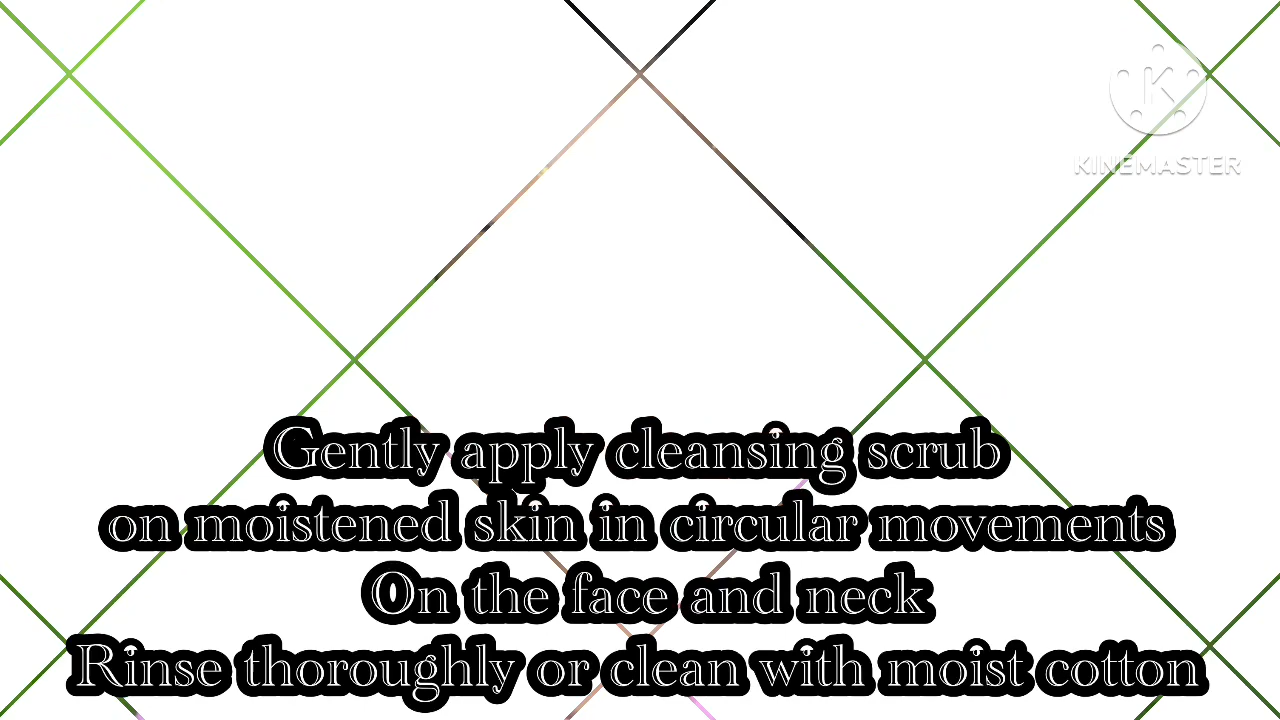 KINEMASTER
Gently apply cleansing scrub
on moistened skin in circular movements
On the face and neck
Rinse thoroughly or clean with moist cotton